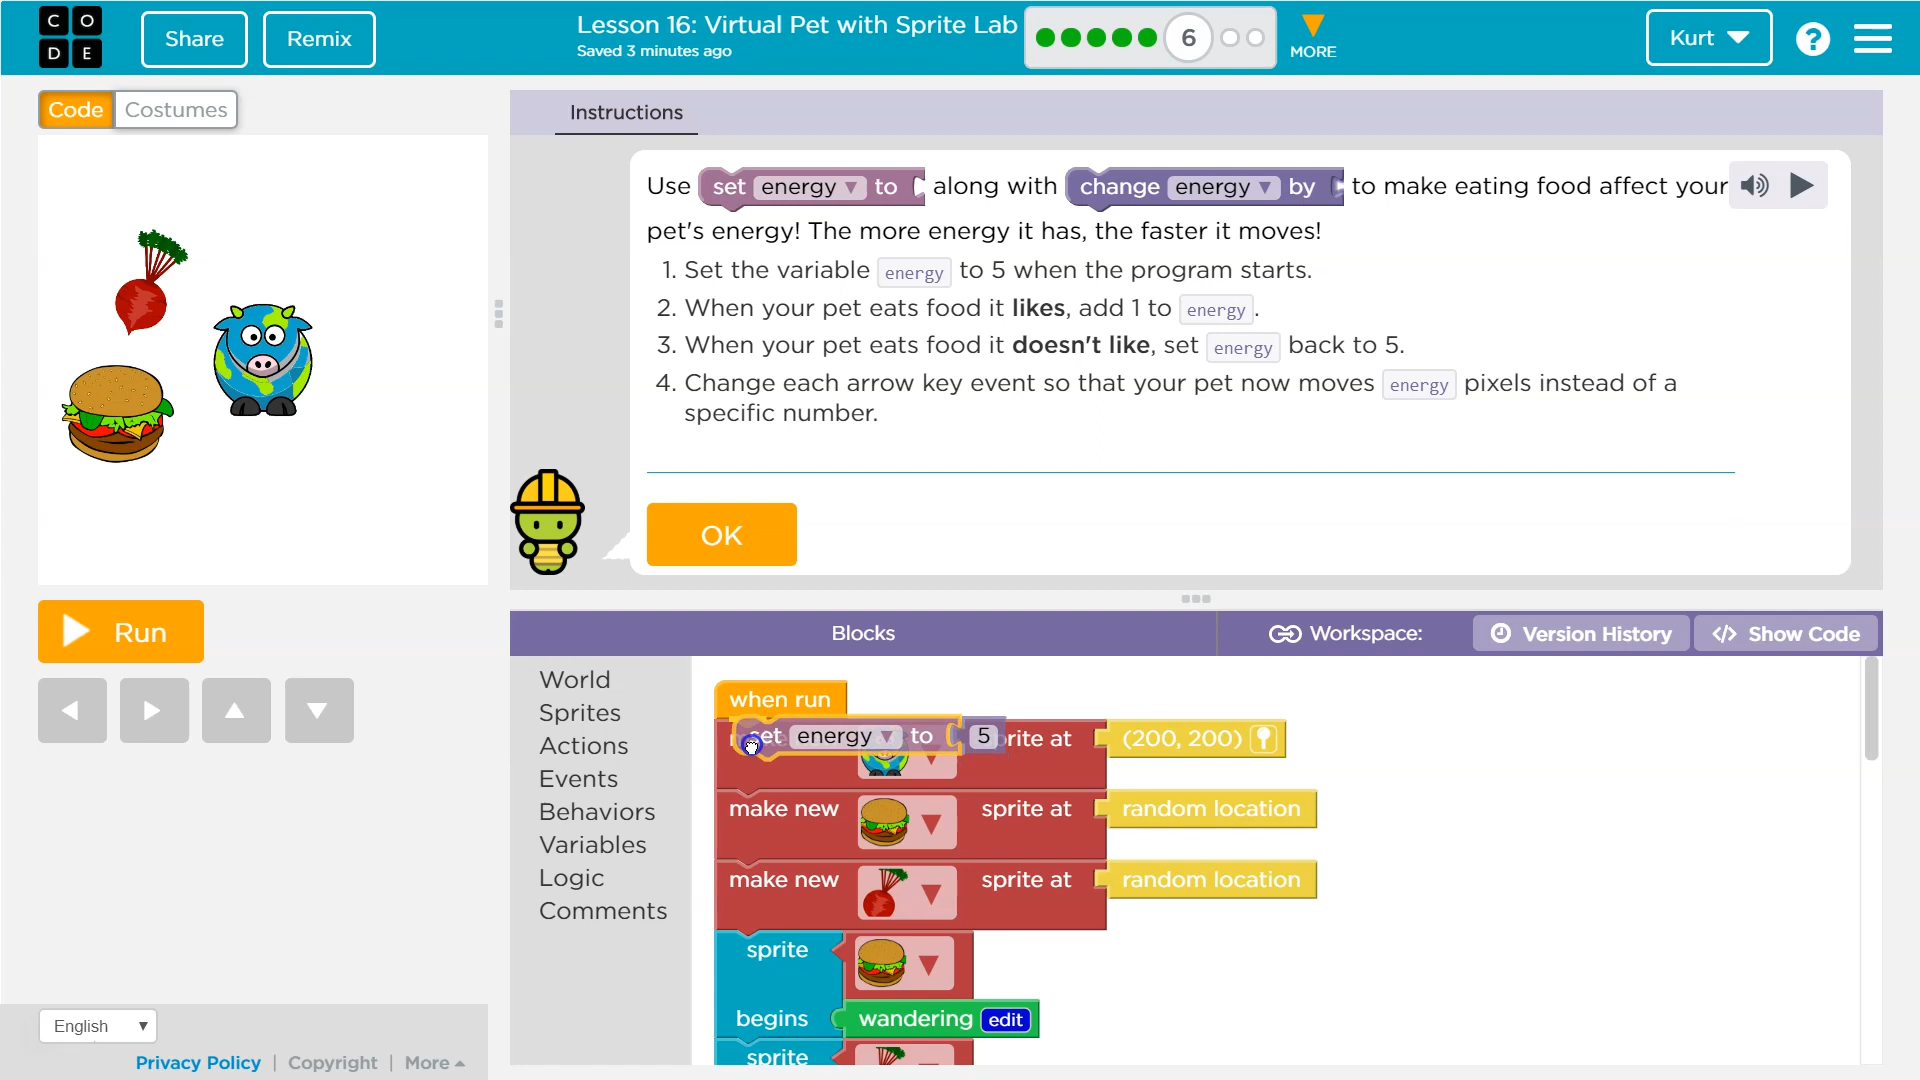 C O
D E
Share
Remix
Lesson 16: Virtual Pet with Sprite Lab
Saved 3 minutes ago
6
MORE
Kurt
?
Code
Costumes
Instructions
Use set energy to along with change energy by to make eating food affect your
pet's energy! The more energy it has, the faster it moves!
1. Set the variable energy to 5 when the program starts.
2. When your pet eats food it likes, add 1 to energy.
3. When your pet eats food it doesn't like, set energy back to 5.
4. Change each arrow key event so that your pet now moves energy pixels instead of a
specific number.
OK
Run
Blocks
Workspace:
Version History
</> Show Code
World
Sprites
Actions
Events
Behaviors
Variables
Logic
Comments
when run
set energy to 5
sprite at (200, 200)
make new sprite at random location
make new sprite at random location
sprite
begins wandering edit
sprite
English
Privacy Policy | Copyright | More